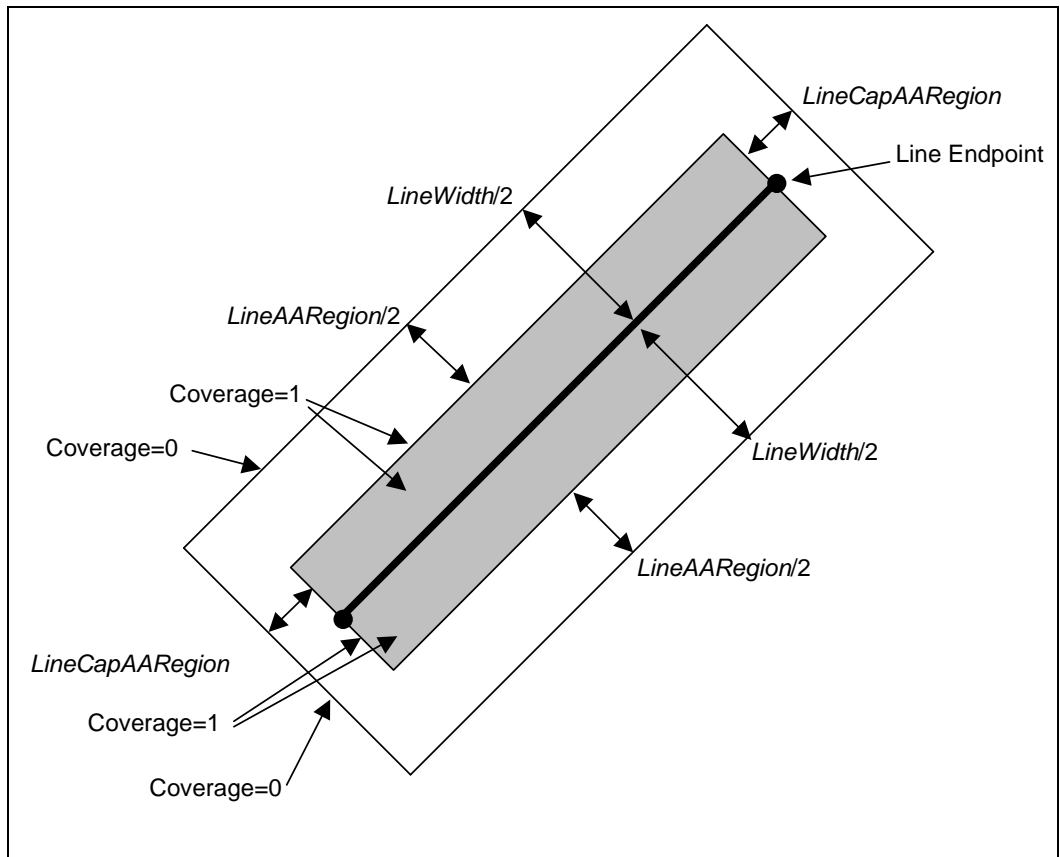 LineCapAARegion
Line Endpoint
LineWidth/2
LineAARegion/2
Coverage=1
Coverage=0
LineWidth/2
LineAARegion/2
LineCapAARegion
Coverage=1
Coverage=0